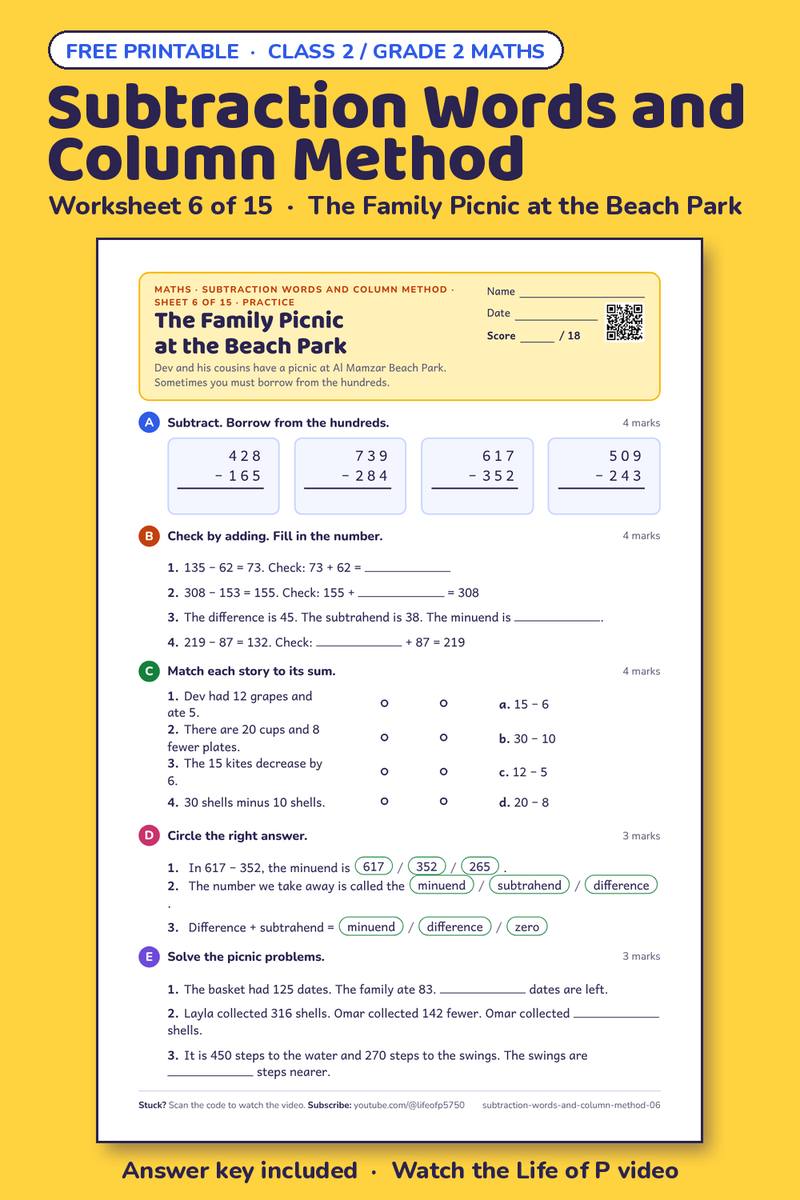 FREE PRINTABLE · CLASS 2 / GRADE 2 MATHS
Subtraction Words and
Column Method
Worksheet 6 of 15 · The Family Picnic at the Beach Park
MATHS · SUBTRACTION WORDS AND COLUMN METHOD ·
SHEET 6 OF 15 · PRACTICE
The Family Picnic
at the Beach Park
Dev and his cousins have a picnic at Al Mamzar Beach Park.
Sometimes you must borrow from the hundreds.
Name ____________
Date ____________
Score _____ / 18
A Subtract. Borrow from the hundreds. 4 marks
428 739 617 509
− 165 − 284 − 352 − 243
B Check by adding. Fill in the number. 4 marks
1. 135 − 62 = 73. Check: 73 + 62 = ____________
2. 308 − 153 = 155. Check: 155 + ____________ = 308
3. The difference is 45. The subtrahend is 38. The minuend is ____________.
4. 219 − 87 = 132. Check: ____________ + 87 = 219
C Match each story to its sum. 4 marks
1. Dev had 12 grapes and
ate 5.
a. 15 − 6
2. There are 20 cups and 8
fewer plates.
b. 30 − 10
3. The 15 kites decrease by
6.
c. 12 − 5
4. 30 shells minus 10 shells.
d. 20 − 8
D Circle the right answer. 3 marks
1. In 617 − 352, the minuend is 617 / 352 / 265 .
2. The number we take away is called the minuend / subtrahend / difference
.
3. Difference + subtrahend = minuend / difference / zero
E Solve the picnic problems. 3 marks
1. The basket had 125 dates. The family ate 83. ____________ dates are left.
2. Layla collected 316 shells. Omar collected 142 fewer. Omar collected ____________
shells.
3. It is 450 steps to the water and 270 steps to the swings. The swings are
____________ steps nearer.
Stuck? Scan the code to watch the video. Subscribe: youtube.com/@lifeofp5750 subtraction-words-and-column-method-06
Answer key included · Watch the Life of P video